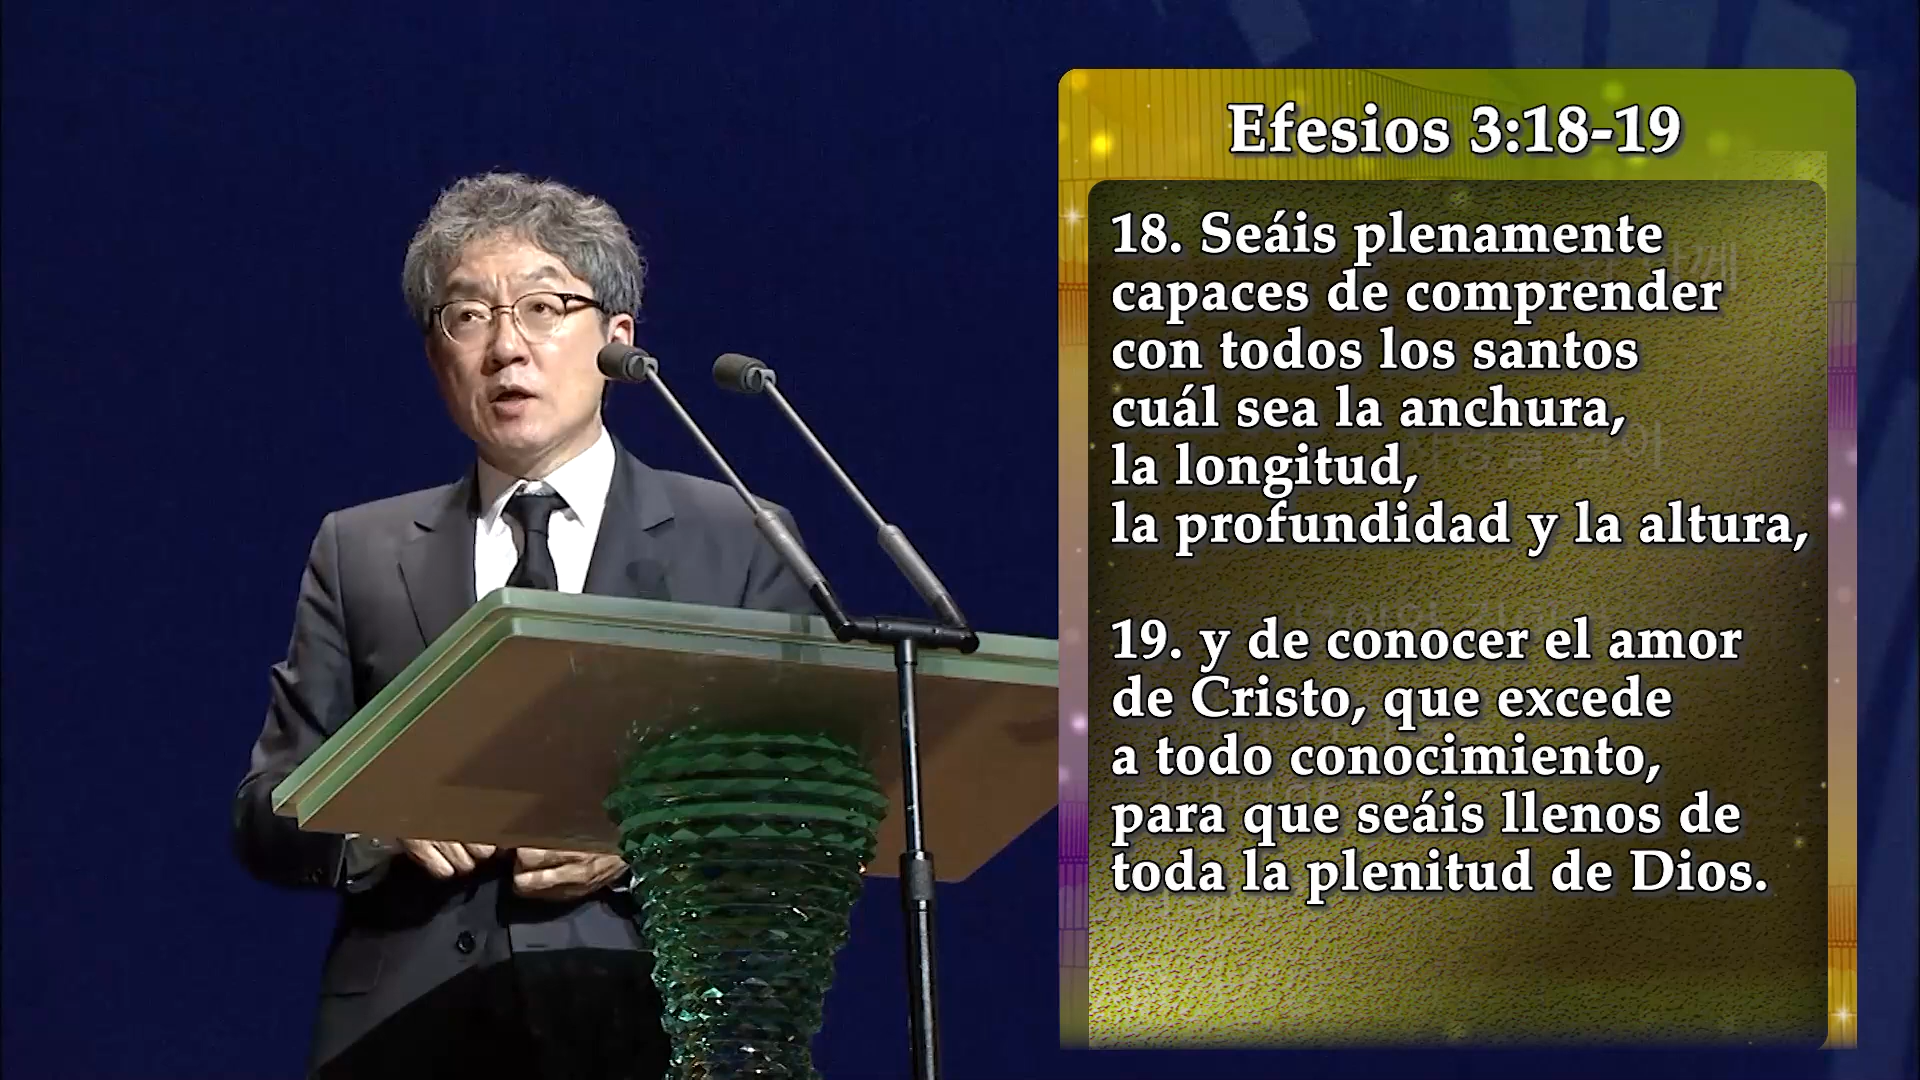 Efesios 3:18-19
18. Seáis plenamente
capaces de comprender
con todos los santos
cuál sea la anchura,
la longitud,
la profundidad y la altura,
19. y de conocer el amor
de Cristo, que excede
a todo conocimiento,
para que seáis llenos de
toda la plenitud de Dios.